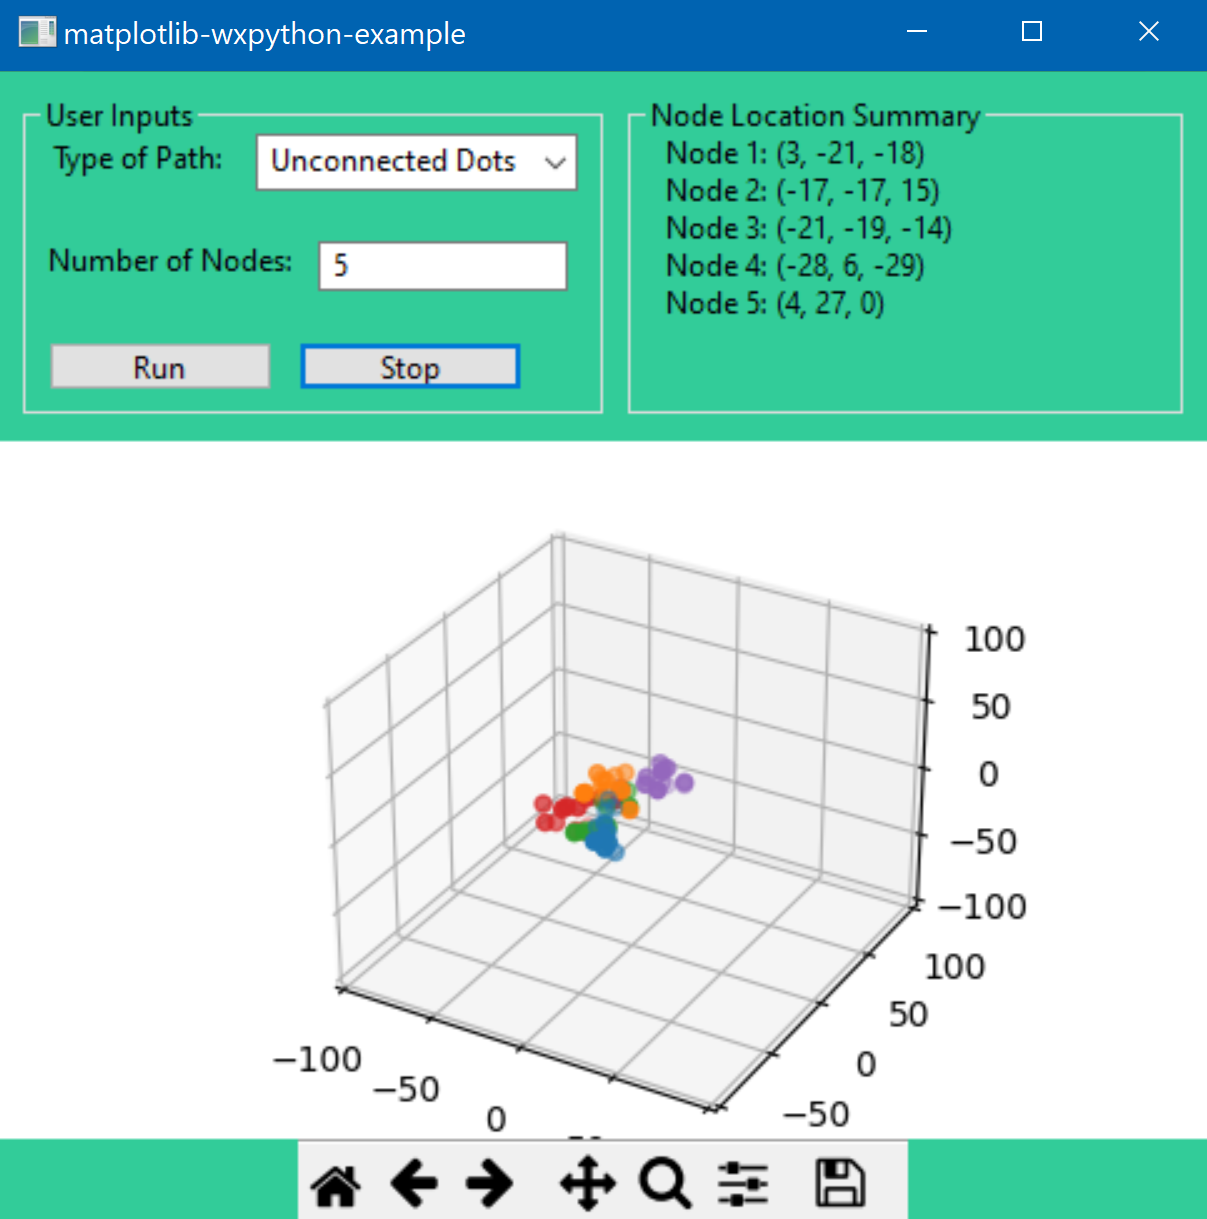 matplotlib-wxpython-example
User Inputs
Type of Path: Unconnected Dots
Number of Nodes: 5
Run Stop
Node Location Summary
Node 1: (3, -21, -18)
Node 2: (-17, -17, 15)
Node 3: (-21, -19, -14)
Node 4: (-28, 6, -29)
Node 5: (4, 27, 0)
100
50
0
−50
−100
100
50
0
−50
−100
−50
0